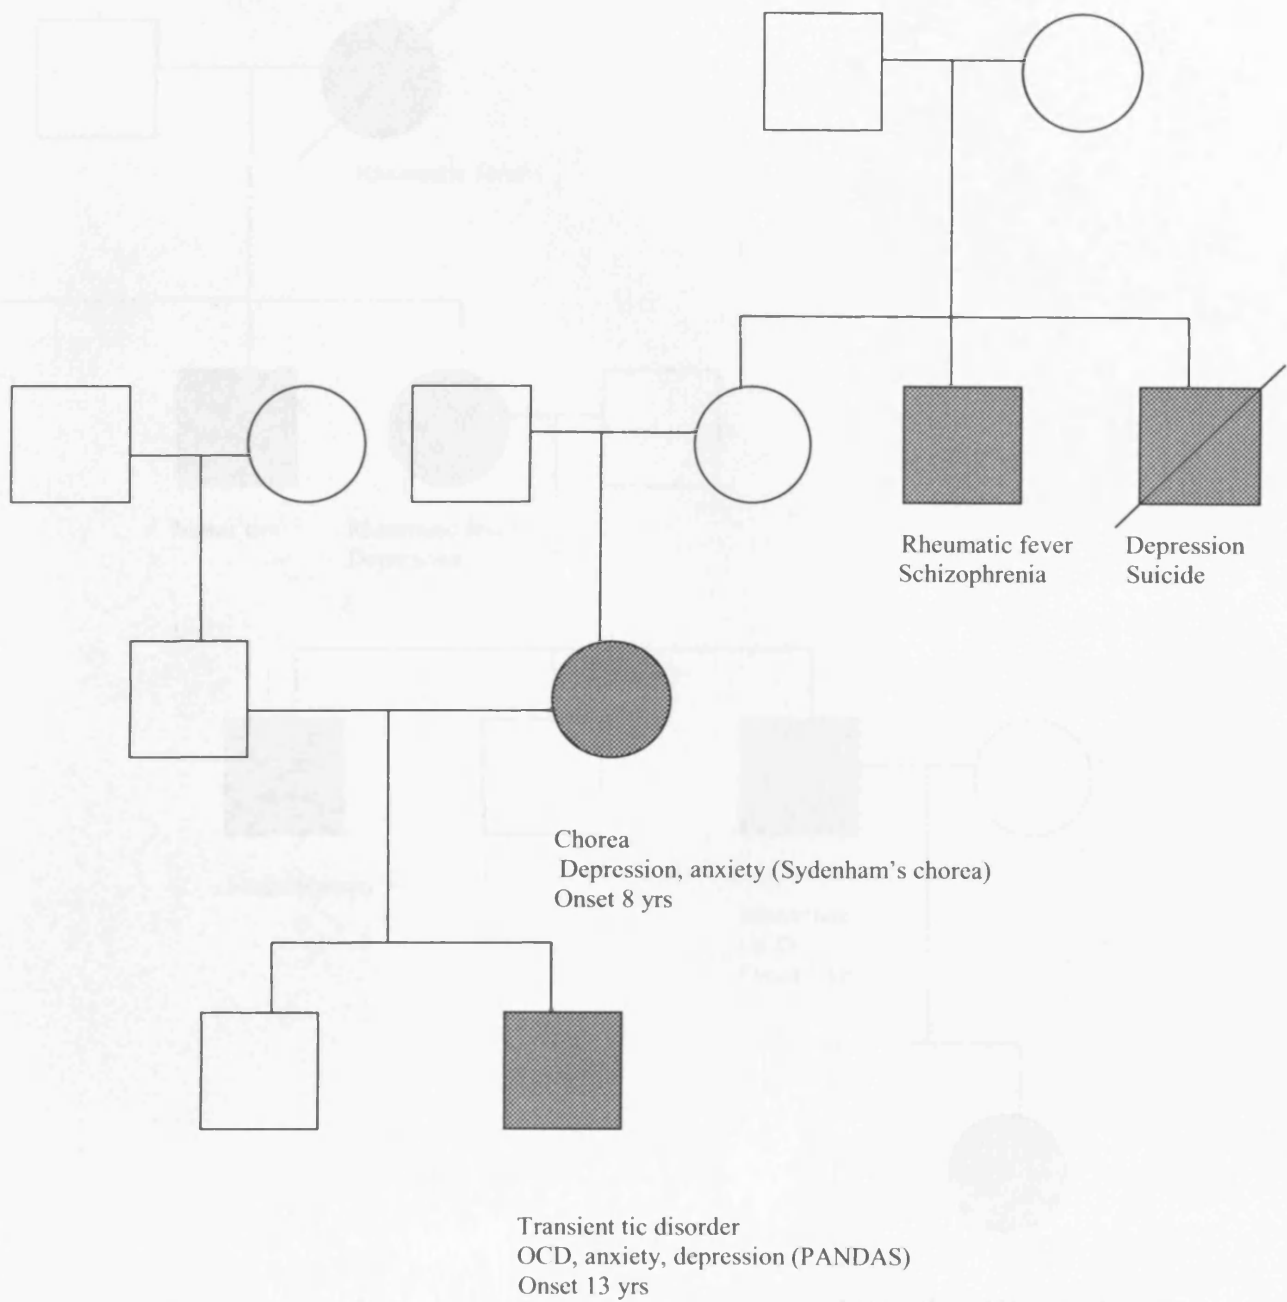 Rheumatic fever
Schizophrenia
Depression
Suicide
Chorea
Depression, anxiety (Sydenham's chorea)
Onset 8 yrs
Transient tic disorder
OCD, anxiety, depression (PANDAS)
Onset 13 yrs